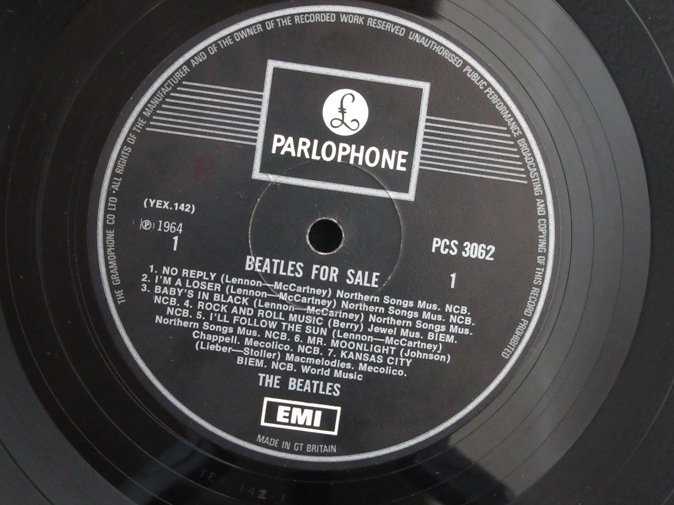 THE GRAMOPHONE CO LTD · ALL RIGHTS OF THE MANUFACTURER AND OF THE OWNER OF THE RECORDED WORK RESERVED UNAUTHORISED PUBLIC PERFORMANCE BROADCASTING AND COPYING OF THIS RECORD PROHIBITED
£
PARLOPHONE
(YEX.142)
Ⓟ 1964
1
PCS 3062
1
BEATLES FOR SALE
1. NO REPLY (Lennon—McCartney) Northern Songs Mus. NCB.
2. I'M A LOSER (Lennon—McCartney) Northern Songs Mus. NCB.
3. BABY'S IN BLACK (Lennon—McCartney) Northern Songs Mus.
NCB. 4. ROCK AND ROLL MUSIC (Berry) Jewel Mus. BIEM.
NCB. 5. I'LL FOLLOW THE SUN (Lennon—McCartney)
Northern Songs Mus. NCB. 6. MR. MOONLIGHT (Johnson)
Chappell. Mecolico. NCB. 7. KANSAS CITY
(Lieber—Stoller) Macmelodies. Mecolico.
BIEM. NCB. World Music
THE BEATLES
EMI
MADE IN GT BRITAIN